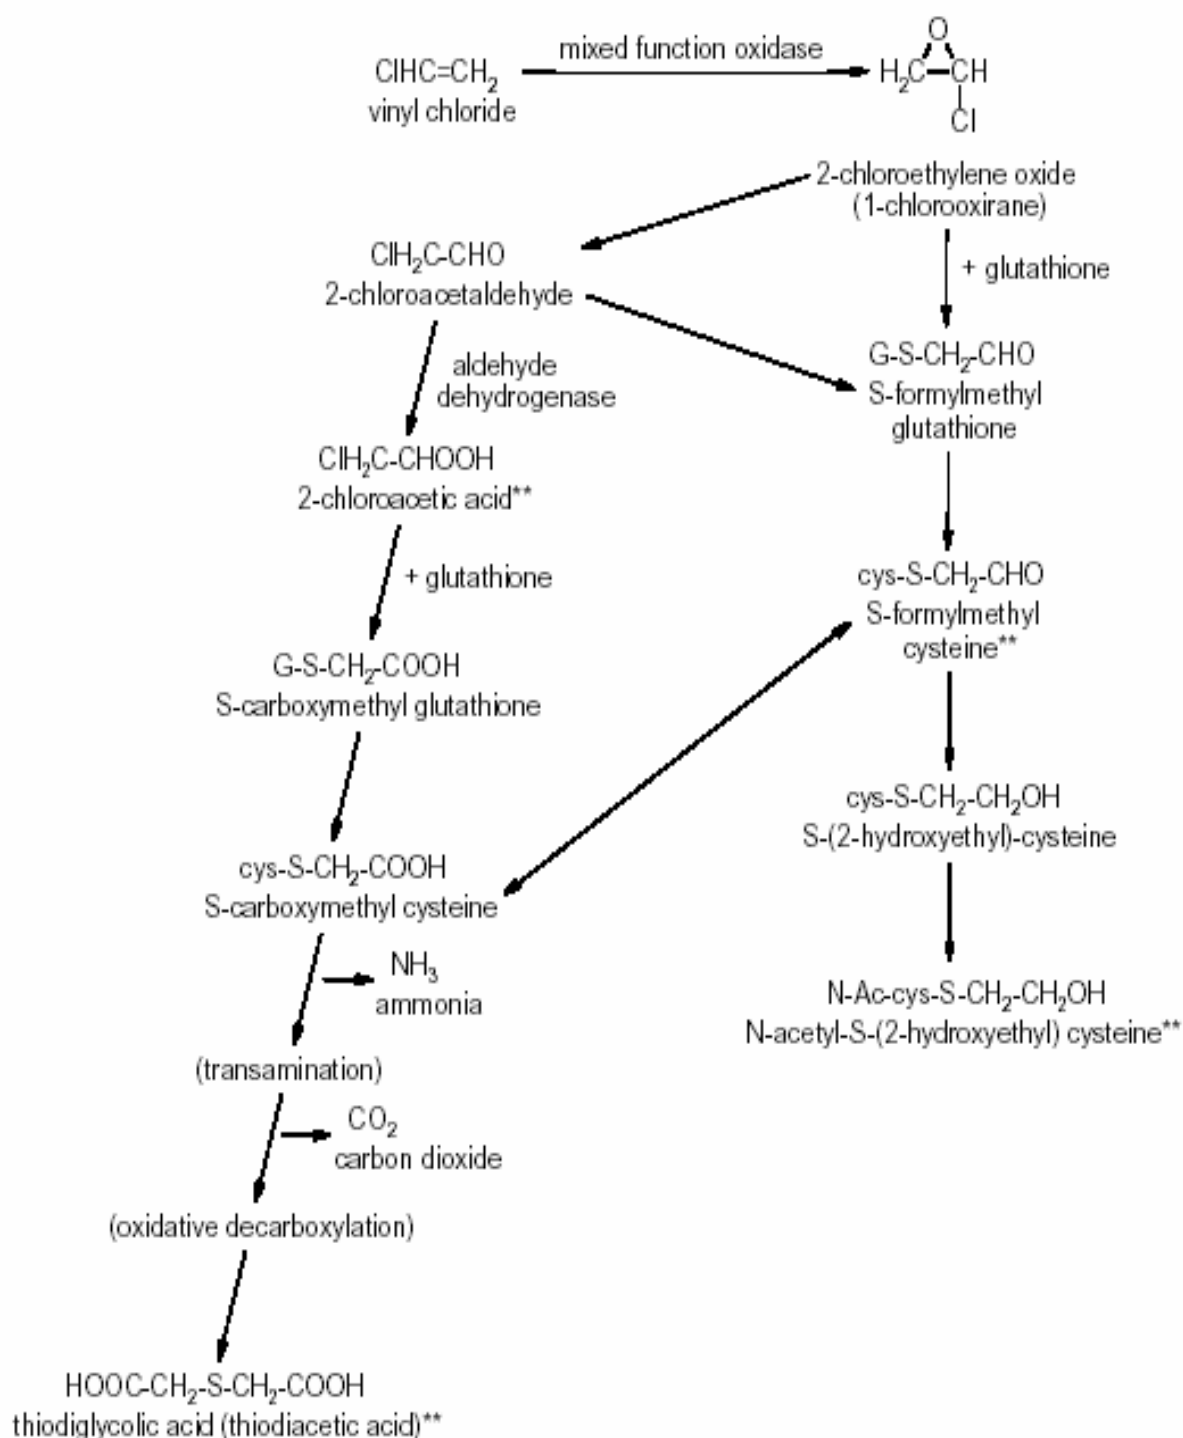 mixed function oxidase
ClHC=CH2
vinyl chloride
O
H2C-CH
Cl
2-chloroethylene oxide
(1-chlorooxirane)
ClH2C-CHO
2-chloroacetaldehyde
+ glutathione
aldehyde
dehydrogenase
G-S-CH2-CHO
S-formylmethyl
glutathione
ClH2C-CHOOH
2-chloroacetic acid**
+ glutathione
cys-S-CH2-CHO
S-formylmethyl
cysteine**
G-S-CH2-COOH
S-carboxymethyl glutathione
cys-S-CH2-CH2OH
S-(2-hydroxyethyl)-cysteine
cys-S-CH2-COOH
S-carboxymethyl cysteine
NH3
ammonia
N-Ac-cys-S-CH2-CH2OH
N-acetyl-S-(2-hydroxyethyl) cysteine**
(transamination)
CO2
carbon dioxide
(oxidative decarboxylation)
HOOC-CH2-S-CH2-COOH
thiodiglycolic acid (thiodiacetic acid)**